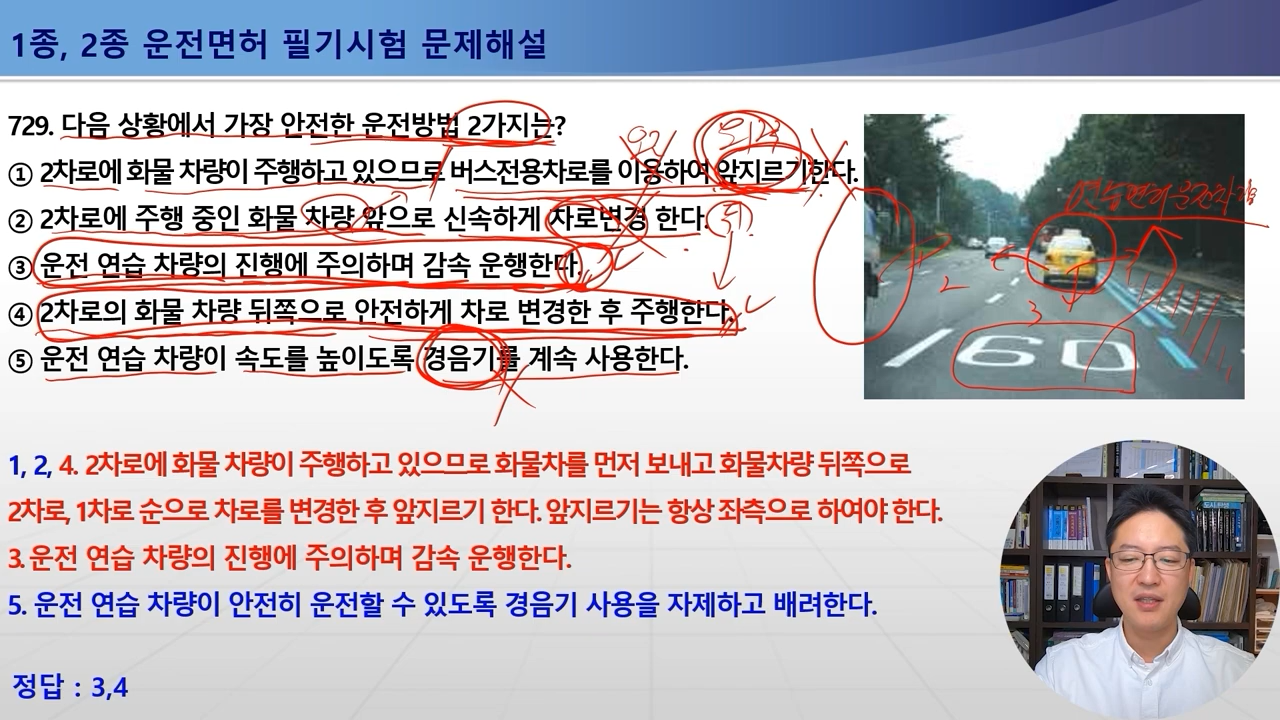 1종, 2종 운전면허 필기시험 문제해설
729. 다음 상황에서 가장 안전한 운전방법 2가지는?
① 2차로에 화물 차량이 주행하고 있으므로 버스전용차로를 이용하여 앞지르기한다.
② 2차로에 주행 중인 화물 차량 앞으로 신속하게 차로변경 한다.
③ 운전 연습 차량의 진행에 주의하며 감속 운행한다.
④ 2차로의 화물 차량 뒤쪽으로 안전하게 차로 변경한 후 주행한다.
⑤ 운전 연습 차량이 속도를 높이도록 경음기를 계속 사용한다.
60
2
3
1, 2, 4. 2차로에 화물 차량이 주행하고 있으므로 화물차를 먼저 보내고 화물차량 뒤쪽으로
2차로, 1차로 순으로 차로를 변경한 후 앞지르기 한다. 앞지르기는 항상 좌측으로 하여야 한다.
3. 운전 연습 차량의 진행에 주의하며 감속 운행한다.
5. 운전 연습 차량이 안전히 운전할 수 있도록 경음기 사용을 자제하고 배려한다.
정답 : 3,4